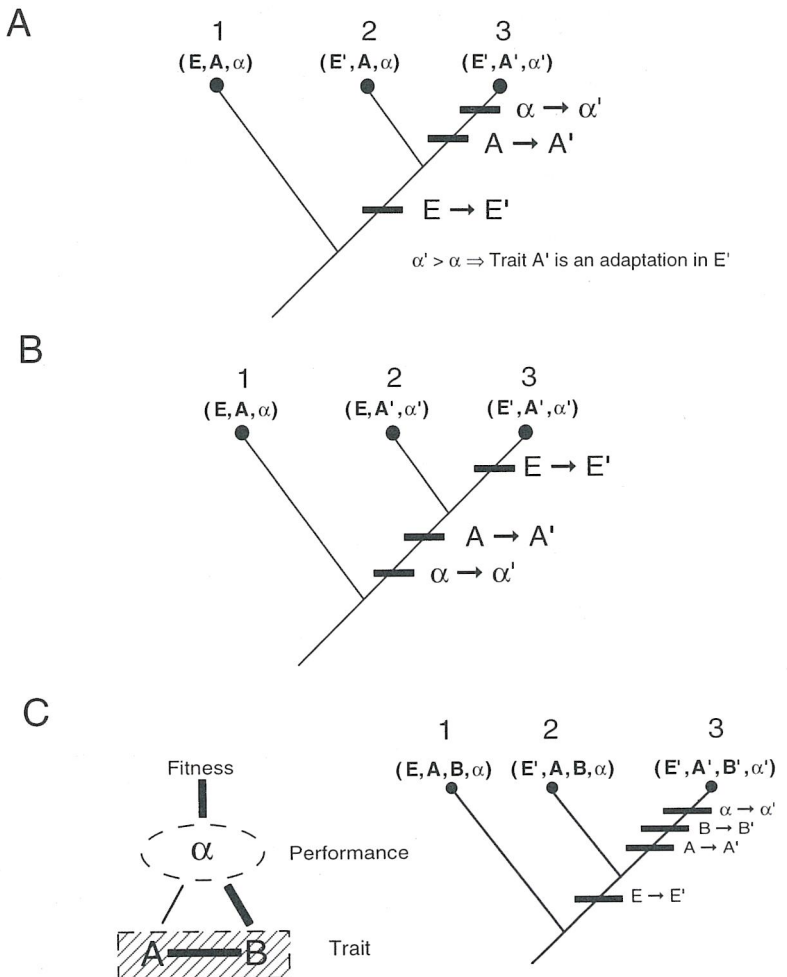 A
1 2 3
(E,A,α) (E',A,α) (E',A',α')
α → α'
A → A'
E → E'
α' > α ⇒ Trait A' is an adaptation in E'
B
1 2 3
(E,A,α) (E,A',α') (E',A',α')
E → E'
A → A'
α → α'
C
1 2 3
(E,A,B,α) (E',A,B,α) (E',A',B',α')
α → α'
B → B'
A → A'
E → E'
Fitness
α Performance
A B Trait